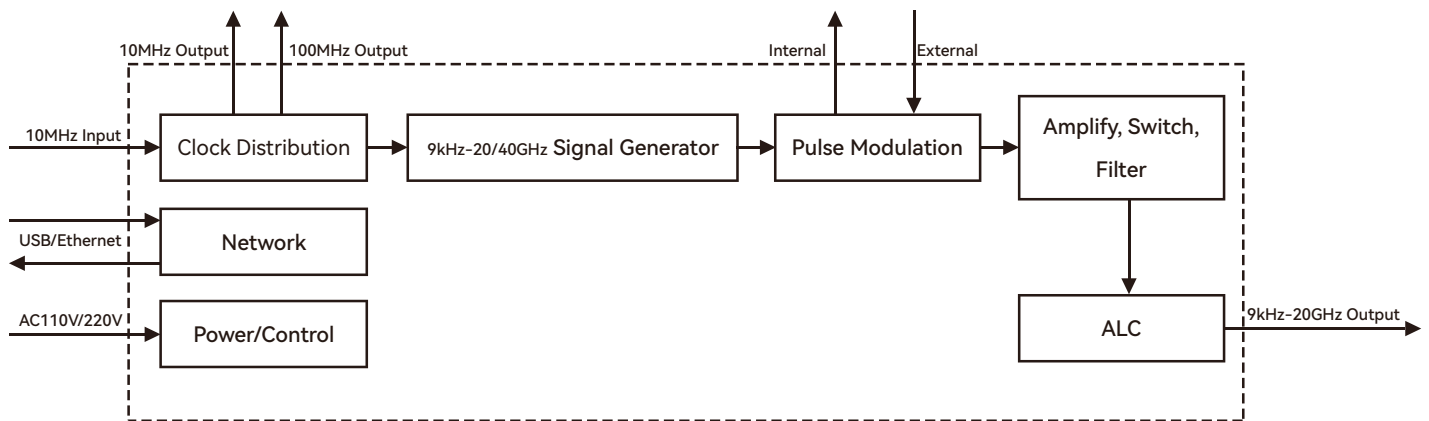 10MHz Output
100MHz Output
Internal
External
10MHz Input
Clock Distribution
9kHz-20/40GHz Signal Generator
Pulse Modulation
Amplify, Switch,
Filter
USB/Ethernet
Network
AC110V/220V
Power/Control
ALC
9kHz-20GHz Output